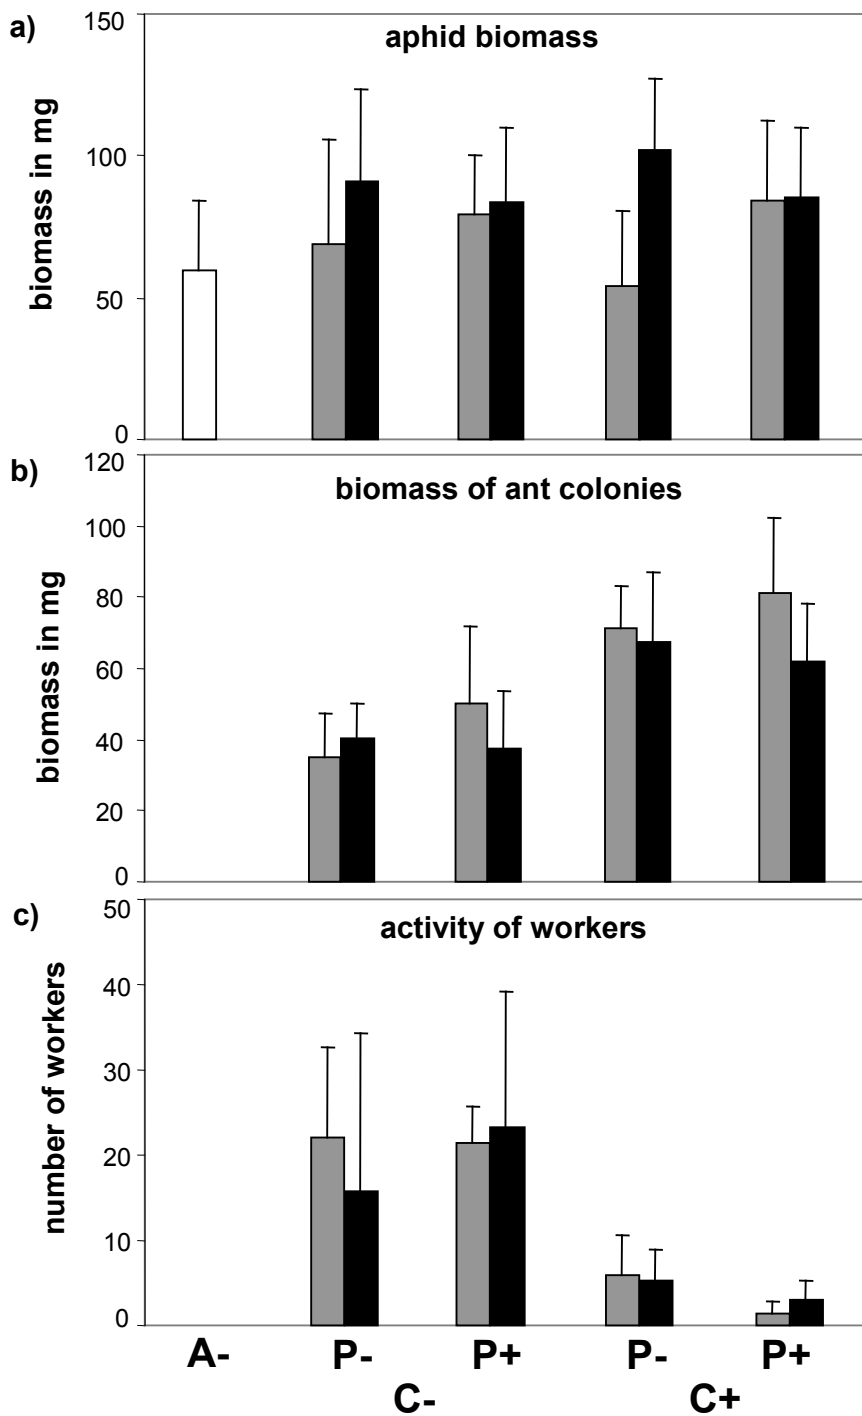 a)
aphid biomass
biomass in mg
150
100
50
0
b)
biomass of ant colonies
biomass in mg
120
100
80
60
40
20
0
c)
activity of workers
number of workers
50
40
30
20
10
0
A- P- P+ P- P+
C- C+